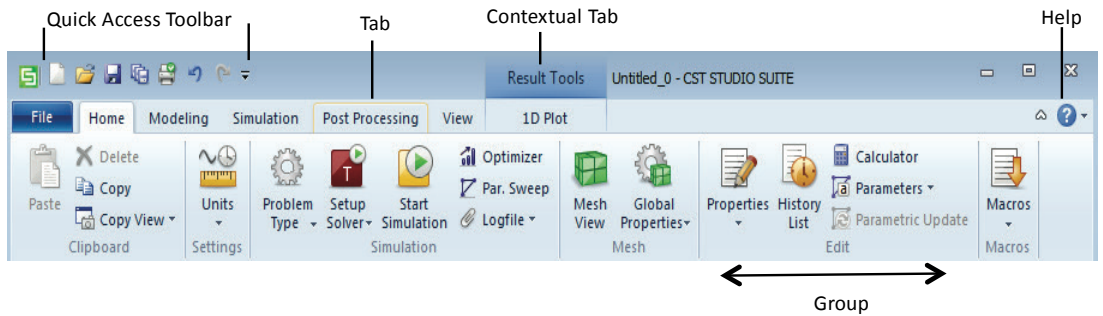 Quick Access Toolbar
Tab
Contextual Tab
Help
Result Tools
Untitled_0 - CST STUDIO SUITE
File Home Modeling Simulation Post Processing View 1D Plot
Paste
Delete
Copy
Copy View
Clipboard
Units
Settings
Problem Type
Setup Solver
T
Start Simulation
Optimizer
Par. Sweep
Logfile
Simulation
Mesh View
Global Properties
Mesh
Properties
History List
Calculator
a Parameters
Parametric Update
Edit
Macros
Macros
Group